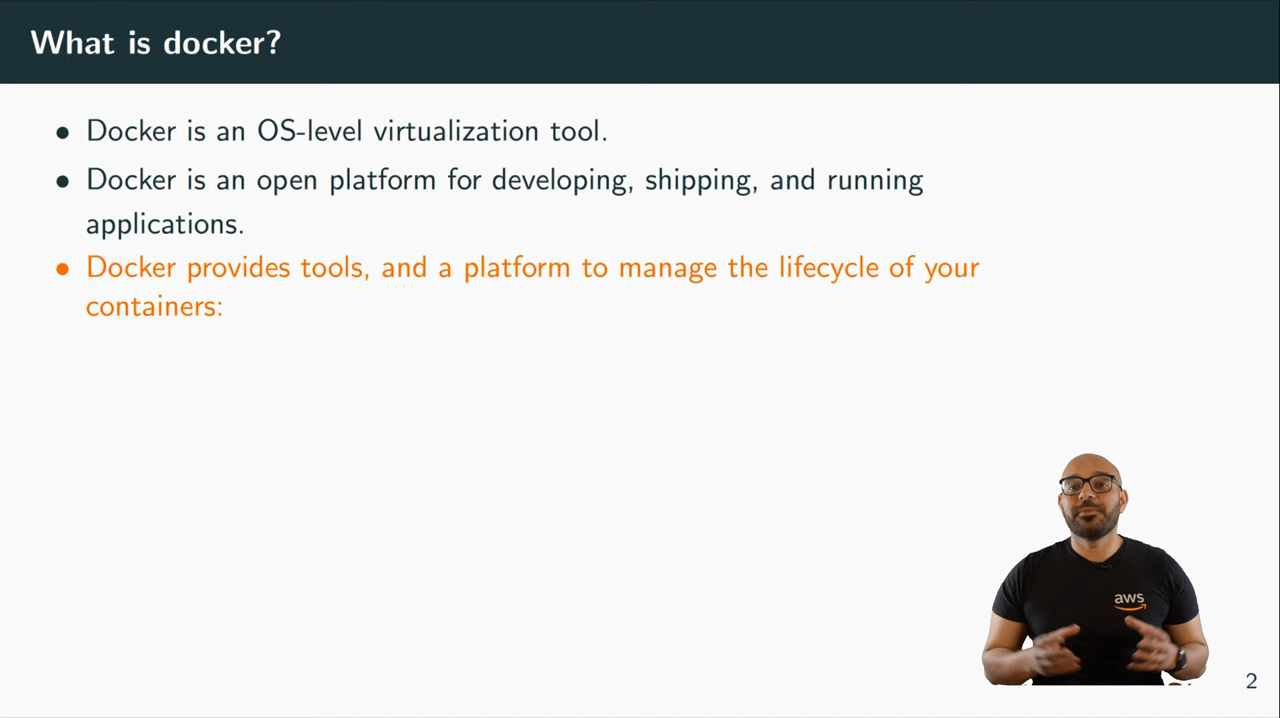 What is docker?
• Docker is an OS-level virtualization tool.
• Docker is an open platform for developing, shipping, and running
applications.
• Docker provides tools, and a platform to manage the lifecycle of your
containers:
aws
2